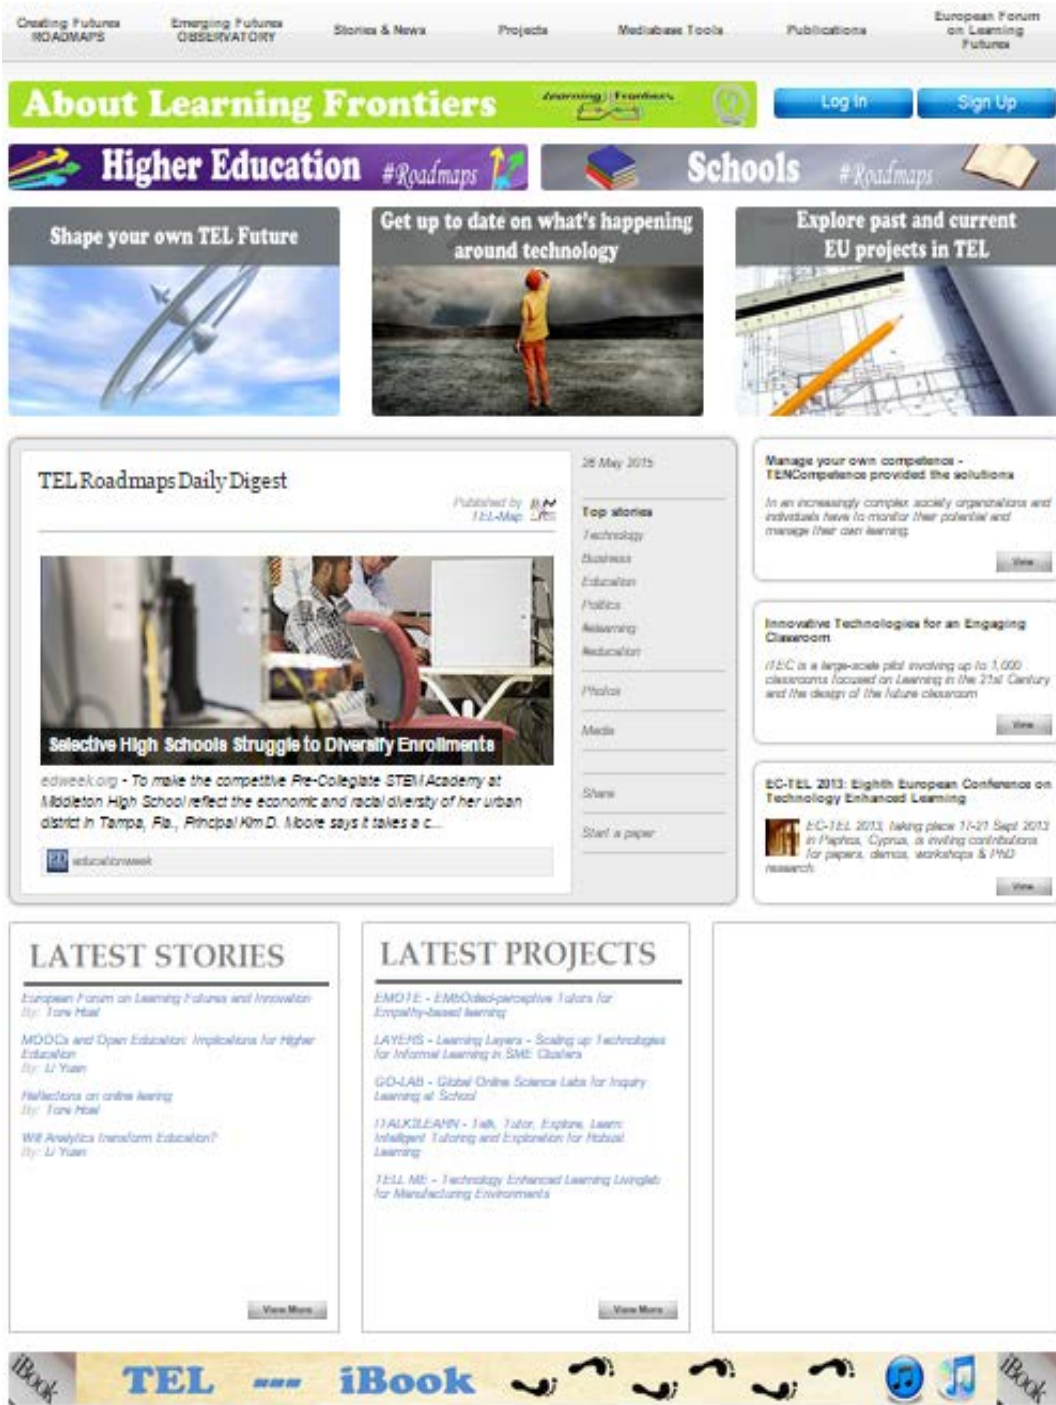 Creating Futures
ROADMAPS
Emerging Futures
OBSERVATORY
Stories & News
Projects
Mediabase Tools
Publications
European Forum
on Learning
Futures
About Learning Frontiers
Learning Frontiers
Log In
Sign Up
Higher Education #Roadmaps
Schools #Roadmaps
Shape your own TEL Future
Get up to date on what's happening
around technology
Explore past and current
EU projects in TEL
TEL Roadmaps Daily Digest
Published by
TEL-Map
Selective High Schools Struggle to Diversify Enrollments
edweek.org - To make the competitive Pre-Collegiate STEM Academy at
Middleton High School reflect the economic and racial diversity of her urban
district in Tampa, Fla., Principal Kim D. Moore says it takes a c...
educationweek
26 May 2015
Top stories
Technology
Business
Education
Politics
#elearning
#education
Photos
Media
Share
Start a paper
Manage your own competence -
TENCompetence provided the solutions
In an increasingly complex society organizations and
individuals have to monitor their potential and
manage their own learning.
View
Innovative Technologies for an Engaging
Classroom
iTEC is a large-scale pilot involving up to 1,000
classrooms focused on Learning in the 21st Century
and the design of the future classroom
View
EC-TEL 2013: Eighth European Conference on
Technology Enhanced Learning
EC-TEL 2013, taking place 17-21 Sept 2013
in Paphos, Cyprus, is inviting contributions
for papers, demos, workshops & PhD
research.
View
LATEST STORIES
European Forum on Learning Futures and Innovation
By: Tore Hoel
MOOCs and Open Education: Implications for Higher
Education
By: Li Yuan
Reflections on online learing
By: Tore Hoel
Will Analytics transform Education?
By: Li Yuan
View More
LATEST PROJECTS
EMOTE - EMbOdied-perceptive Tutors for
Empathy-based learning
LAYERS - Learning Layers - Scaling up Technologies
for Informal Learning in SME Clusters
GO-LAB - Global Online Science Labs for Inquiry
Learning at School
ITALK2LEARN - Talk, Tutor, Explore, Learn:
Intelligent Tutoring and Exploration for Robust
Learning
TELL ME - Technology Enhanced Learning Livinglab
for Manufacturing Environments
View More
iBook
TEL --- iBook
iBook